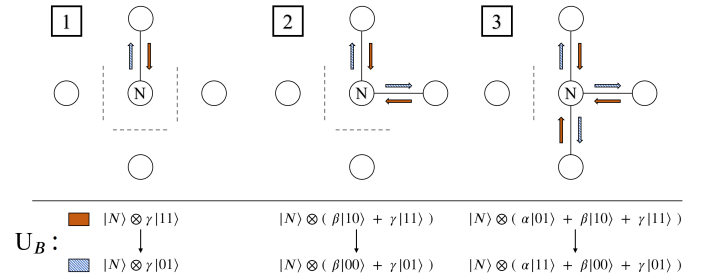 1 2 3
N N N
|N⟩ ⊗ γ|11⟩ |N⟩ ⊗ ( β|10⟩ + γ|11⟩ ) |N⟩ ⊗ ( α|01⟩ + β|10⟩ + γ|11⟩ )
U_B :
|N⟩ ⊗ γ|01⟩ |N⟩ ⊗ ( β|00⟩ + γ|01⟩ ) |N⟩ ⊗ ( α|11⟩ + β|00⟩ + γ|01⟩ )